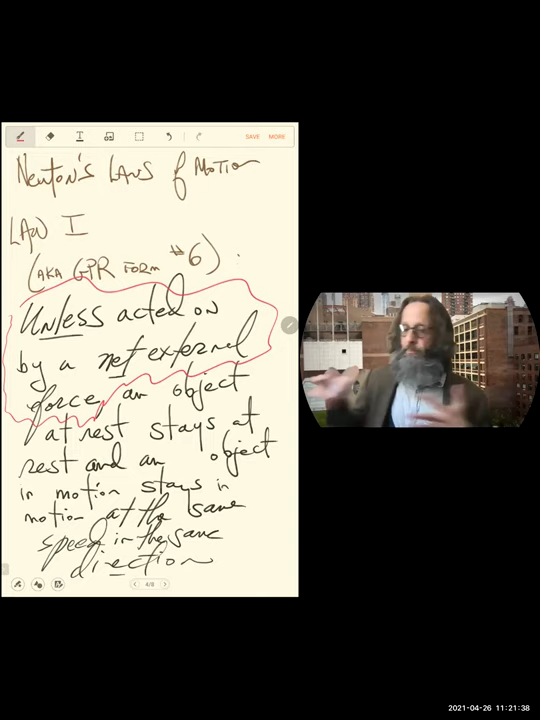 SAVE MORE
Newton's Laws of Motion
Law I
(AKA GPR Form #6).
Unless acted on
by a net external
force, an object
at rest stays at
rest and an object
in motion stays in
motion at the same
speed in the same
direction
4/8
2021-04-26 11:21:38